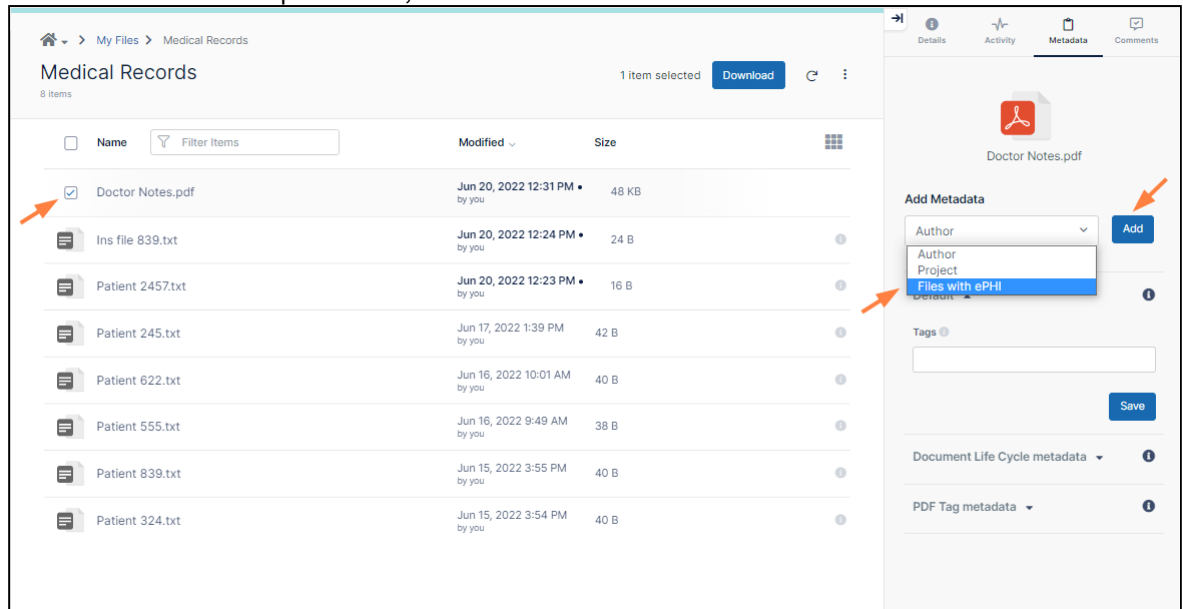 My Files > Medical Records
Medical Records
8 items
1 item selected
Download
Name
Filter Items
Modified
Size
Doctor Notes.pdf
Jun 20, 2022 12:31 PM •
by you
48 KB
Ins file 839.txt
Jun 20, 2022 12:24 PM •
by you
24 B
Patient 2457.txt
Jun 20, 2022 12:23 PM •
by you
16 B
Patient 245.txt
Jun 17, 2022 1:39 PM
by you
42 B
Patient 622.txt
Jun 16, 2022 10:01 AM
by you
40 B
Patient 555.txt
Jun 16, 2022 9:49 AM
by you
38 B
Patient 839.txt
Jun 15, 2022 3:55 PM
by you
40 B
Patient 324.txt
Jun 15, 2022 3:54 PM
by you
40 B
Details
Activity
Metadata
Comments
Doctor Notes.pdf
Add Metadata
Author
Add
Author
Project
Files with ePHI
Default
Tags
Save
Document Life Cycle metadata
PDF Tag metadata